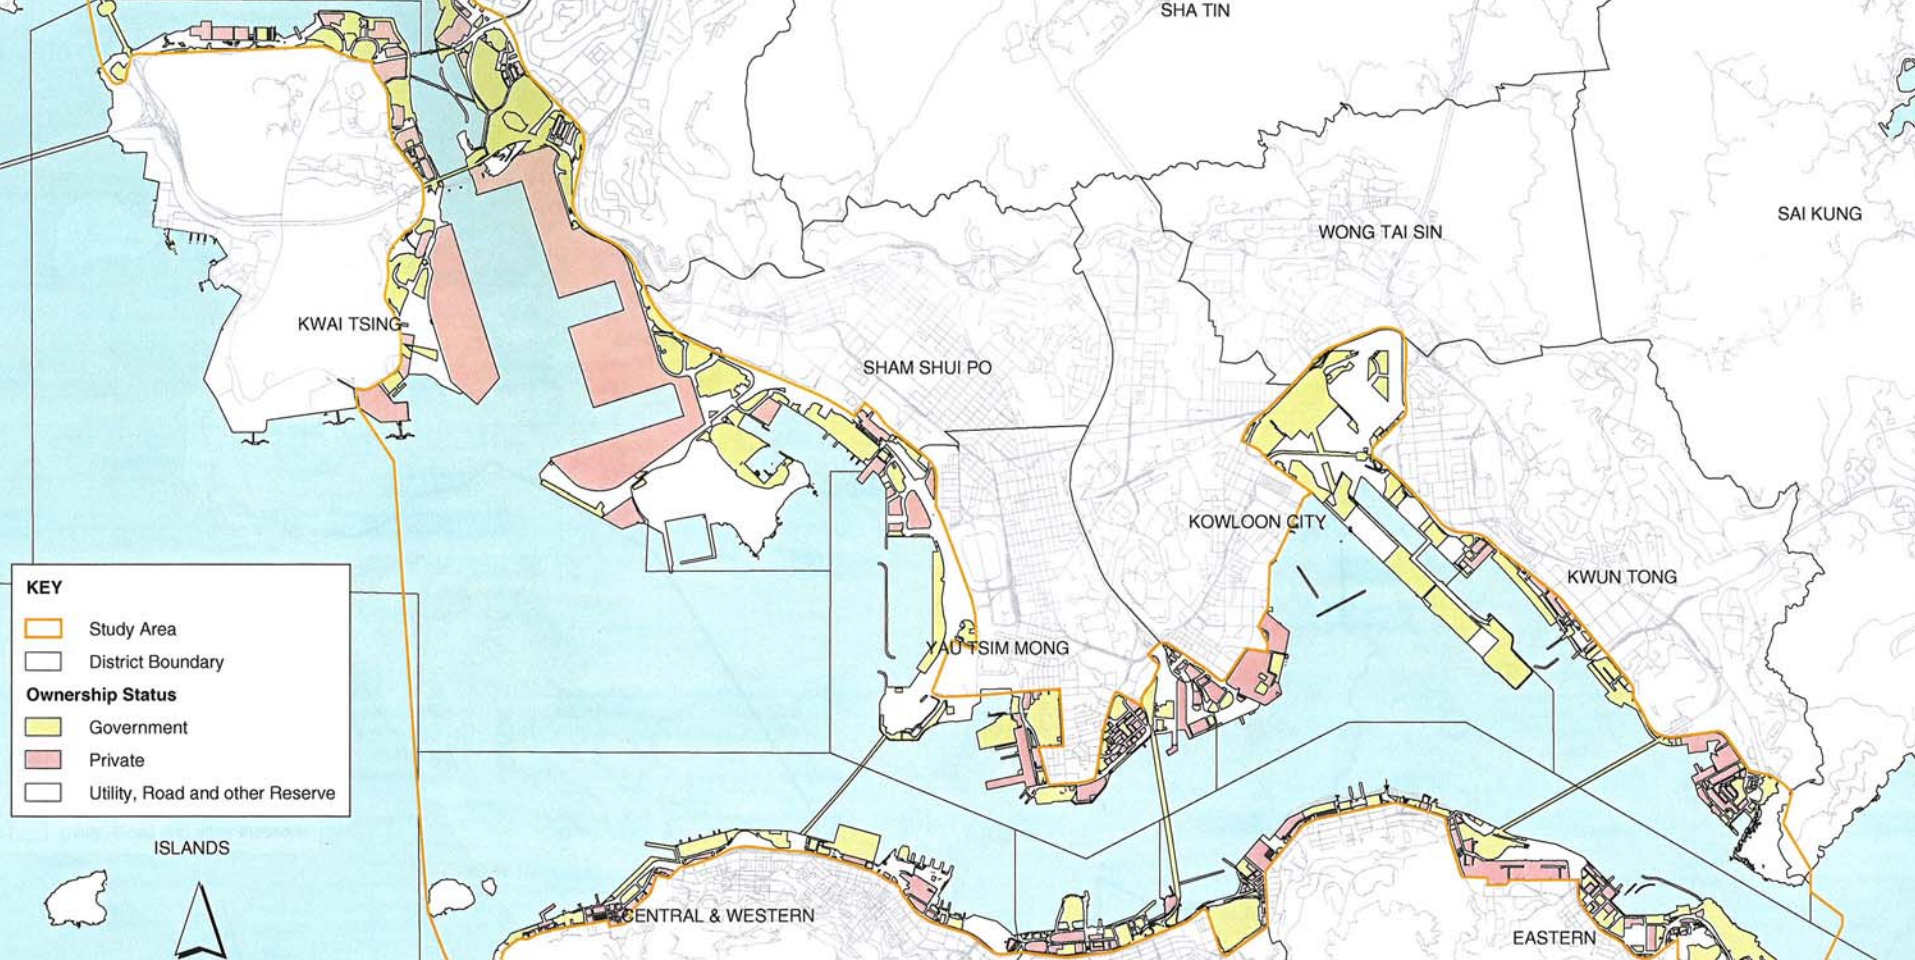 SHA TIN
SAI KUNG
WONG TAI SIN
KWAI TSING
SHAM SHUI PO
KOWLOON CITY
KWUN TONG
YAU TSIM MONG
KEY
Study Area
District Boundary
Ownership Status
Government
Private
Utility, Road and other Reserve
ISLANDS
CENTRAL & WESTERN
EASTERN